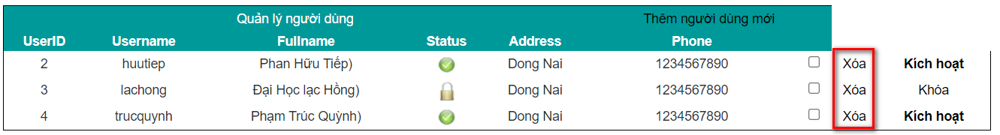 Quản lý người dùng Thêm người dùng mới
UserID Username Fullname Status Address Phone
2 huutiep Phan Hữu Tiếp) Dong Nai 1234567890 Xóa Kích hoạt
3 lachong Đại Học lạc Hồng) Dong Nai 1234567890 Xóa Khóa
4 trucquynh Phạm Trúc Quỳnh) Dong Nai 1234567890 Xóa Kích hoạt